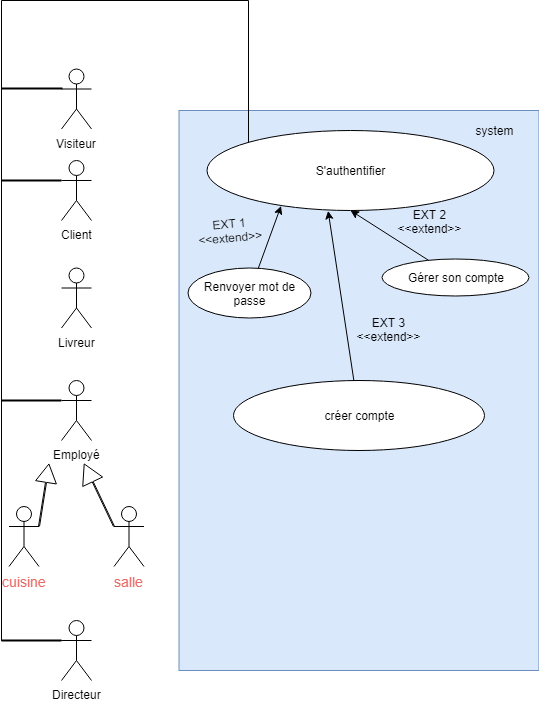 Visiteur
Client
Livreur
Employé
cuisine
salle
Directeur
system
S'authentifier
EXT 1
<<extend>>
EXT 2
<<extend>>
Renvoyer mot de
passe
Gérer son compte
EXT 3
<<extend>>
créer compte